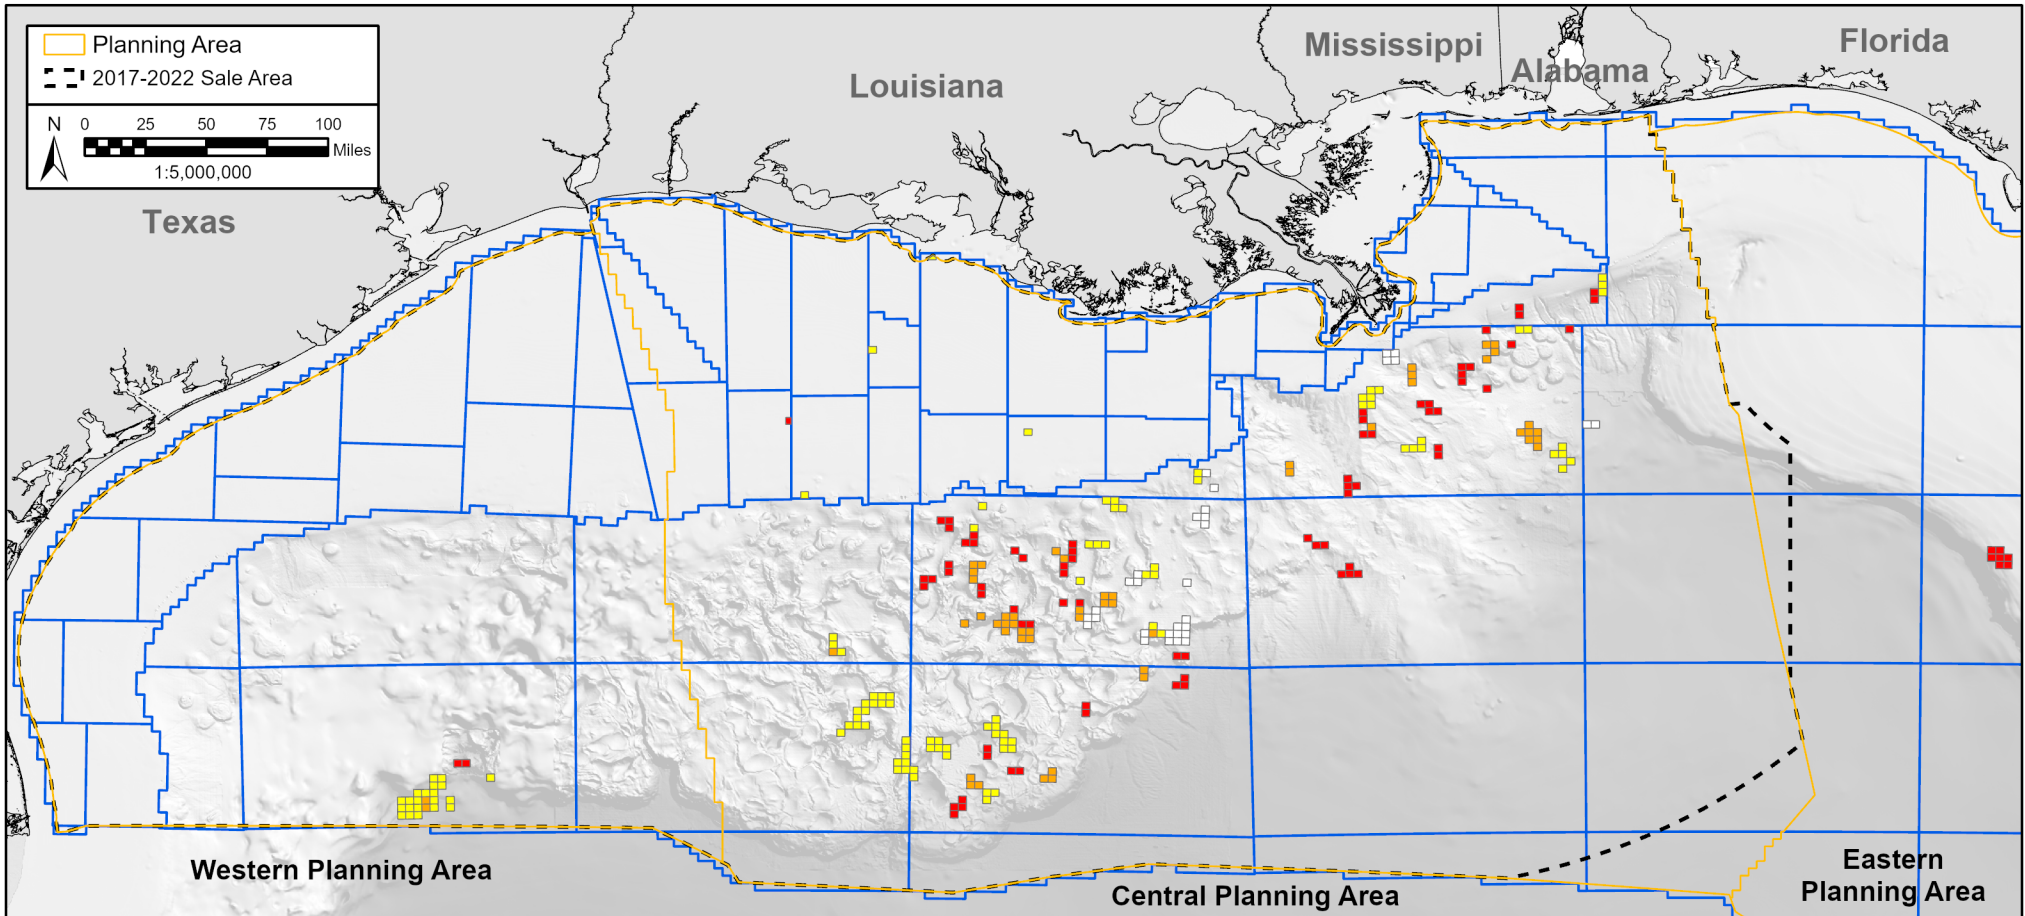 Planning Area
2017-2022 Sale Area
N
0 25 50 75 100
Miles
1:5,000,000
Texas
Louisiana
Mississippi
Alabama
Florida
Western Planning Area
Central Planning Area
Eastern
Planning Area